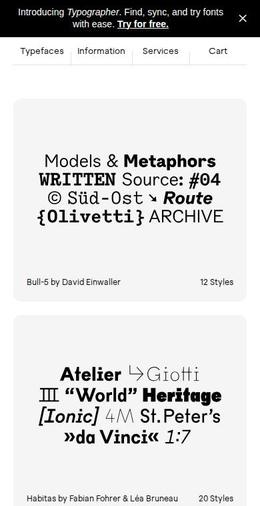 Introducing Typographer. Find, sync, and try fonts
with ease. Try for free.
×
Typefaces Information Services Cart
Models & Metaphors
WRITTEN Source: #04
© Süd-Ost ↘ Route
{Olivetti} ARCHIVE
Bull-5 by David Einwaller 12 Styles
Atelier ↳Giotti
III “World” Heritage
[Ionic] 4M St. Peter’s
»da Vinci« 1:7
Habitas by Fabian Fohrer & Léa Bruneau 20 Styles